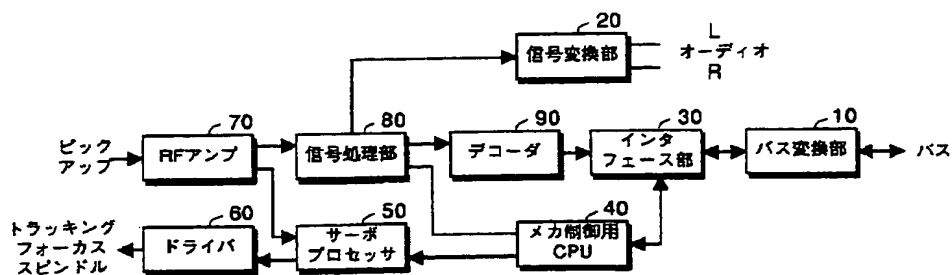 20
信号変換部
L
オーディオ
R
70
80
90
30
10
ピック
アップ
RFアンプ
信号処理部
デコーダ
インタ
フェース部
バス変換部
バス
60
50
40
トラッキング
フォーカス
スピンドル
ドライバ
サーボ
プロセッサ
メカ制御用
CPU